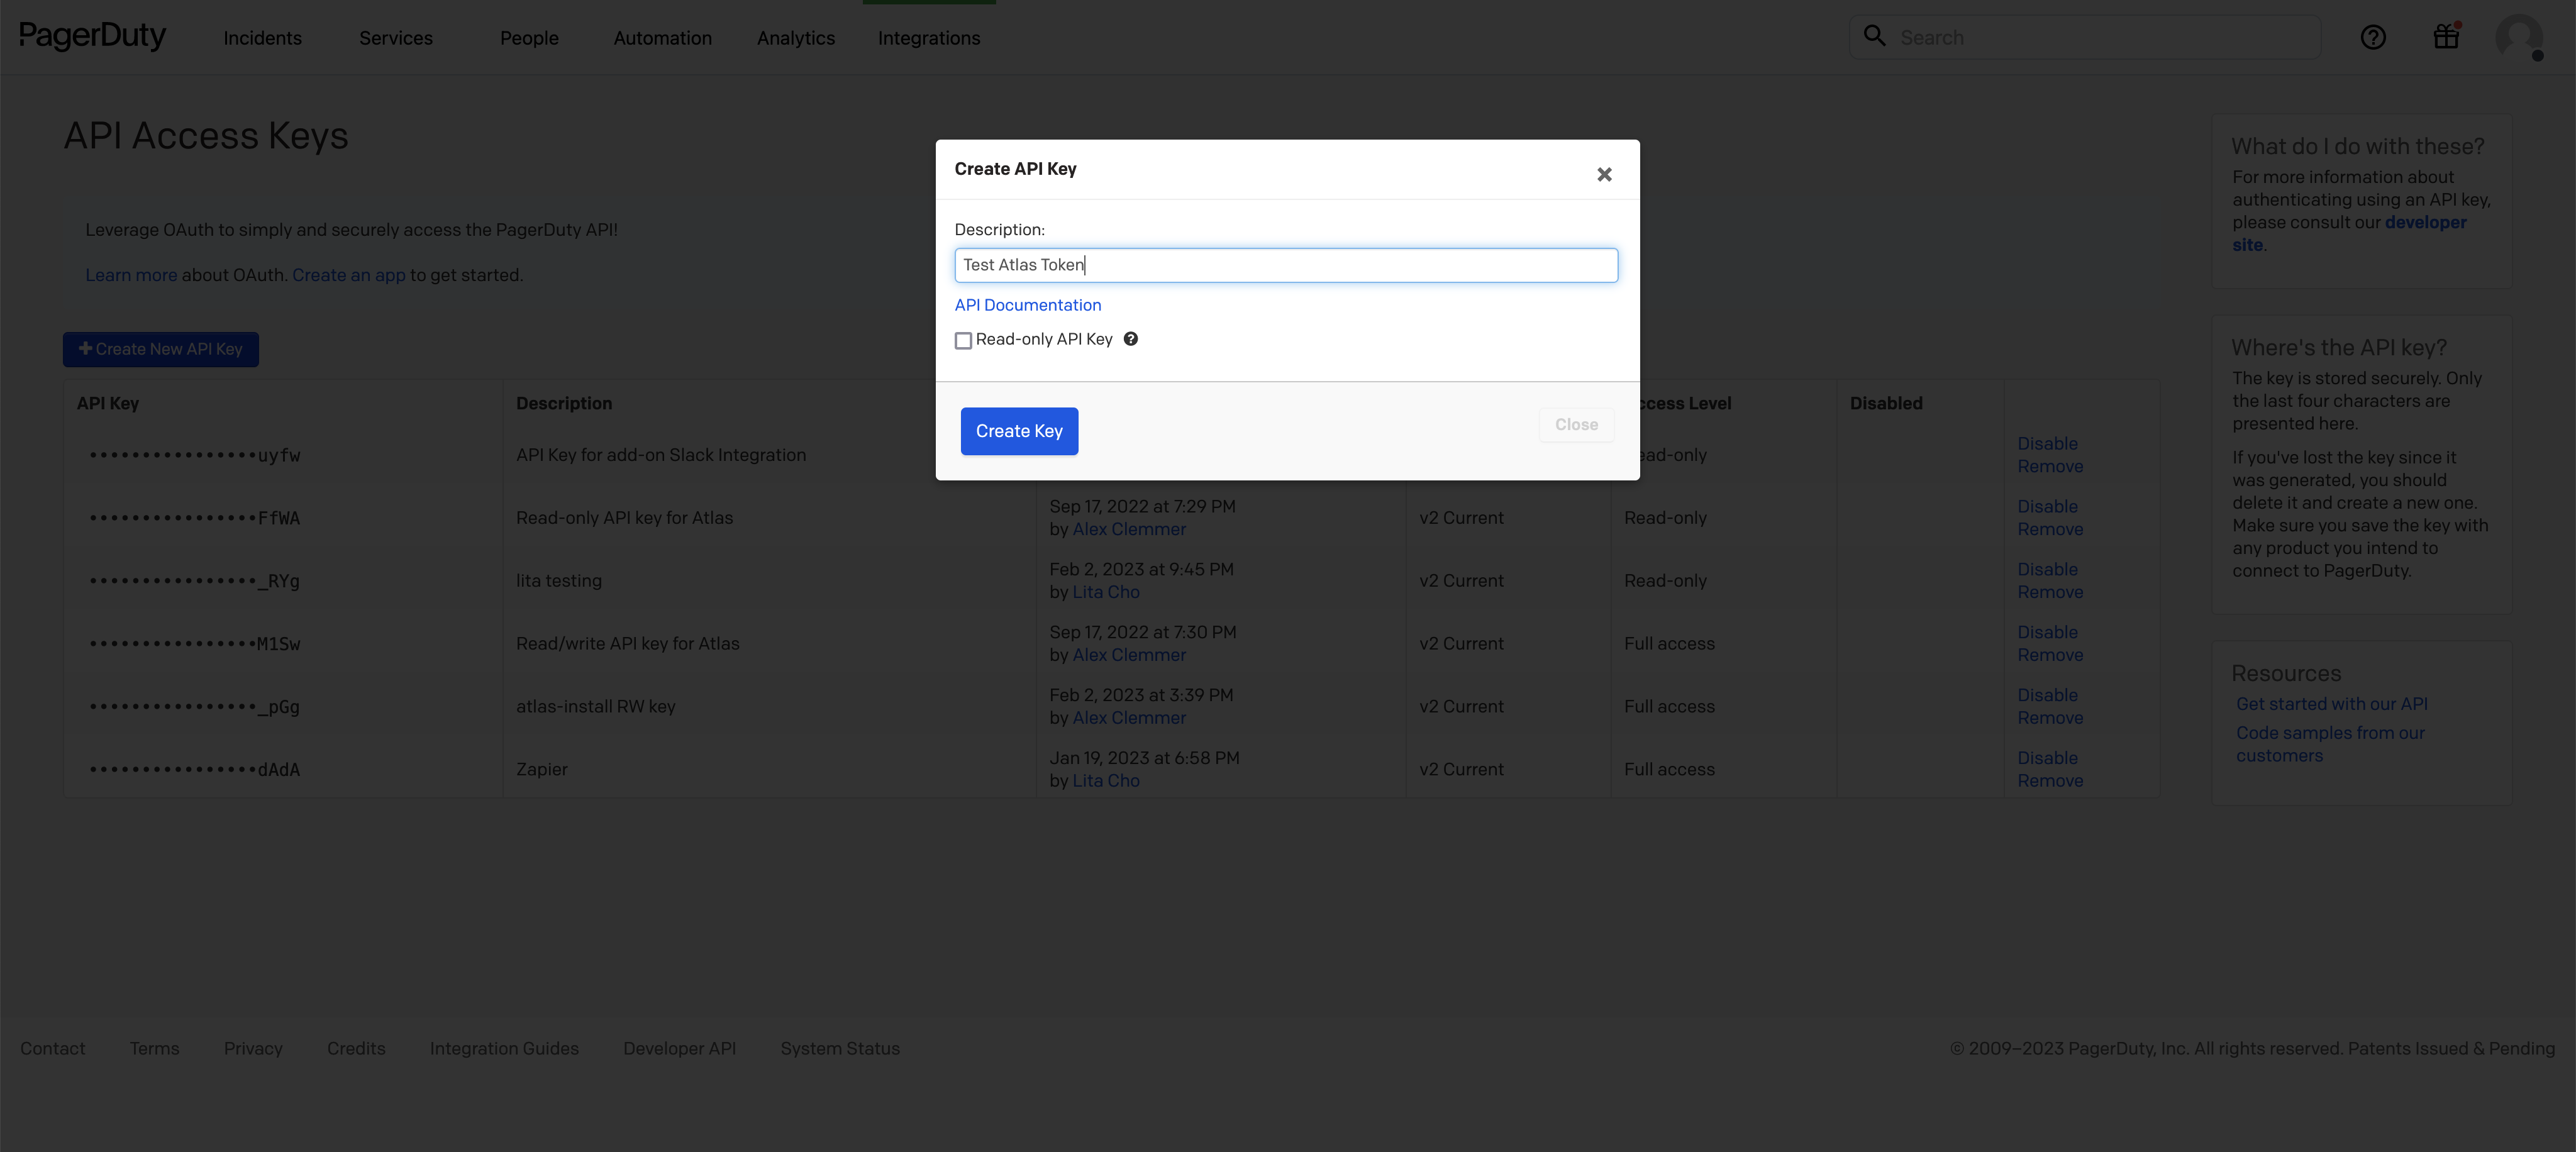 PagerDuty
Incidents
Services
People
Automation
Analytics
Integrations
Search
API Access Keys
Leverage OAuth to simply and securely access the PagerDuty API!
Learn more about OAuth. Create an app to get started.
Create New API Key
Create API Key
Description:
Test Atlas Token
API Documentation
Read-only API Key
Create Key
Close
API Key
Description
ccess Level
Disabled
••••••••••••••••uyfw
API Key for add-on Slack Integration
ead-only
Disable
Remove
••••••••••••••••FfWA
Read-only API key for Atlas
Sep 17, 2022 at 7:29 PM
by Alex Clemmer
v2 Current
Read-only
Disable
Remove
••••••••••••••••_RYg
lita testing
Feb 2, 2023 at 9:45 PM
by Lita Cho
v2 Current
Read-only
Disable
Remove
••••••••••••••••M1Sw
Read/write API key for Atlas
Sep 17, 2022 at 7:30 PM
by Alex Clemmer
v2 Current
Full access
Disable
Remove
••••••••••••••••_pGg
atlas-install RW key
Feb 2, 2023 at 3:39 PM
by Alex Clemmer
v2 Current
Full access
Disable
Remove
••••••••••••••••dAdA
Zapier
Jan 19, 2023 at 6:58 PM
by Lita Cho
v2 Current
Full access
Disable
Remove
What do I do with these?
For more information about
authenticating using an API key,
please consult our developer
site.
Where's the API key?
The key is stored securely. Only
the last four characters are
presented here.
If you've lost the key since it
was generated, you should
delete it and create a new one.
Make sure you save the key with
any product you intend to
connect to PagerDuty.
Resources
Get started with our API
Code samples from our
customers
Contact
Terms
Privacy
Credits
Integration Guides
Developer API
System Status
© 2009–2023 PagerDuty, Inc. All rights reserved. Patents Issued & Pending